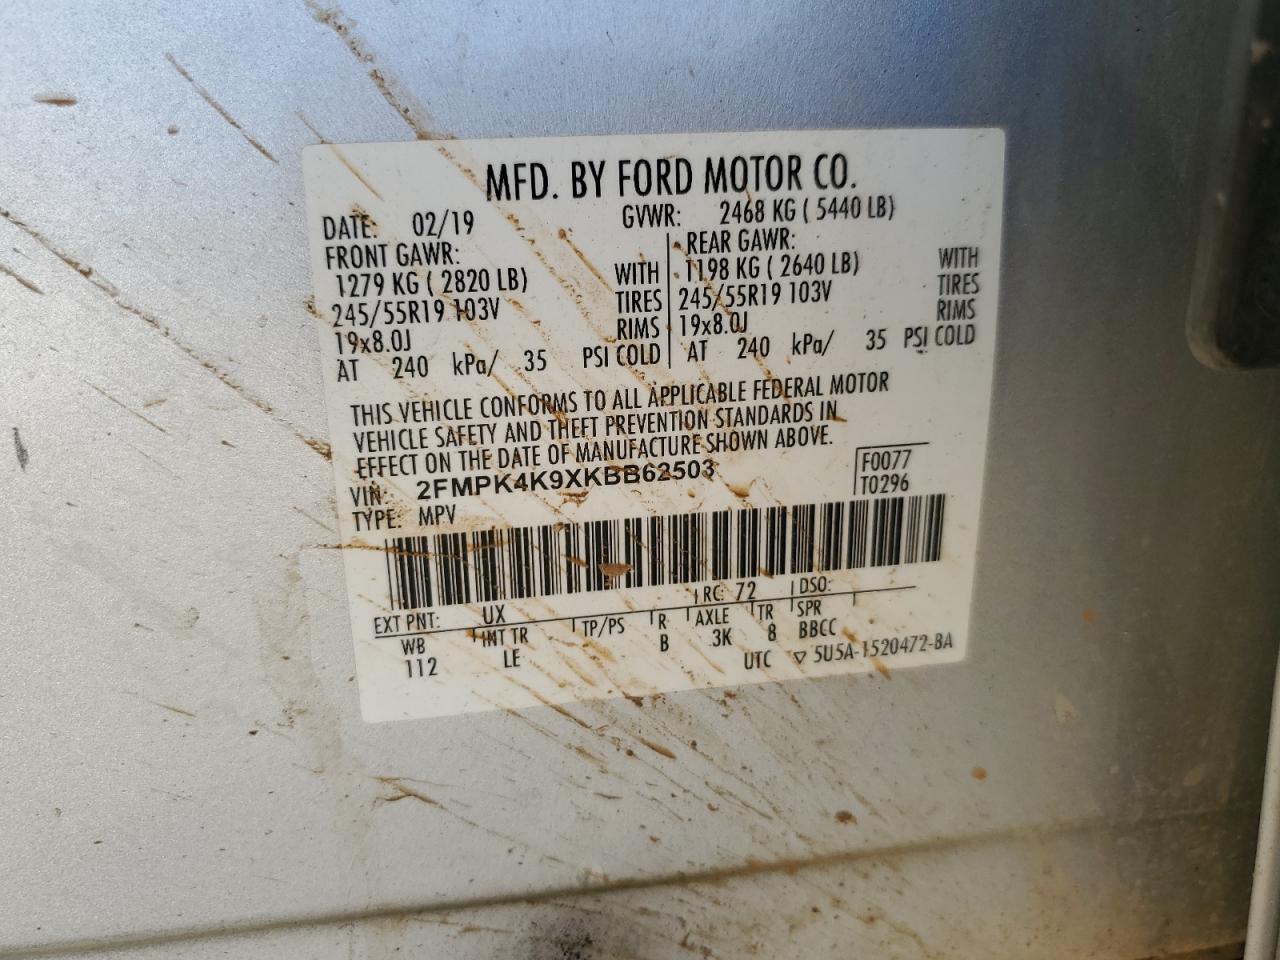 MFD. BY FORD MOTOR CO.
DATE: 02/19 GVWR: 2468 KG ( 5440 LB)
FRONT GAWR: REAR GAWR:
1279 KG ( 2820 LB) WITH 1198 KG ( 2640 LB) WITH
245/55R19 103V TIRES 245/55R19 103V TIRES
19x8.0J RIMS 19x8.0J RIMS
AT 240 kPa/ 35 PSI COLD AT 240 kPa/ 35 PSI COLD
THIS VEHICLE CONFORMS TO ALL APPLICABLE FEDERAL MOTOR
VEHICLE SAFETY AND THEFT PREVENTION STANDARDS IN
EFFECT ON THE DATE OF MANUFACTURE SHOWN ABOVE.
VIN: 2FMPK4K9XKBB62503 F0077
TYPE: MPV T0296
EXT PNT: UX RC: 72 DSO:
WB INT TR TP/PS R AXLE TR SPR
112 LE B 3K 8 BBCC
UTC ▽ 5U5A-1520472-BA